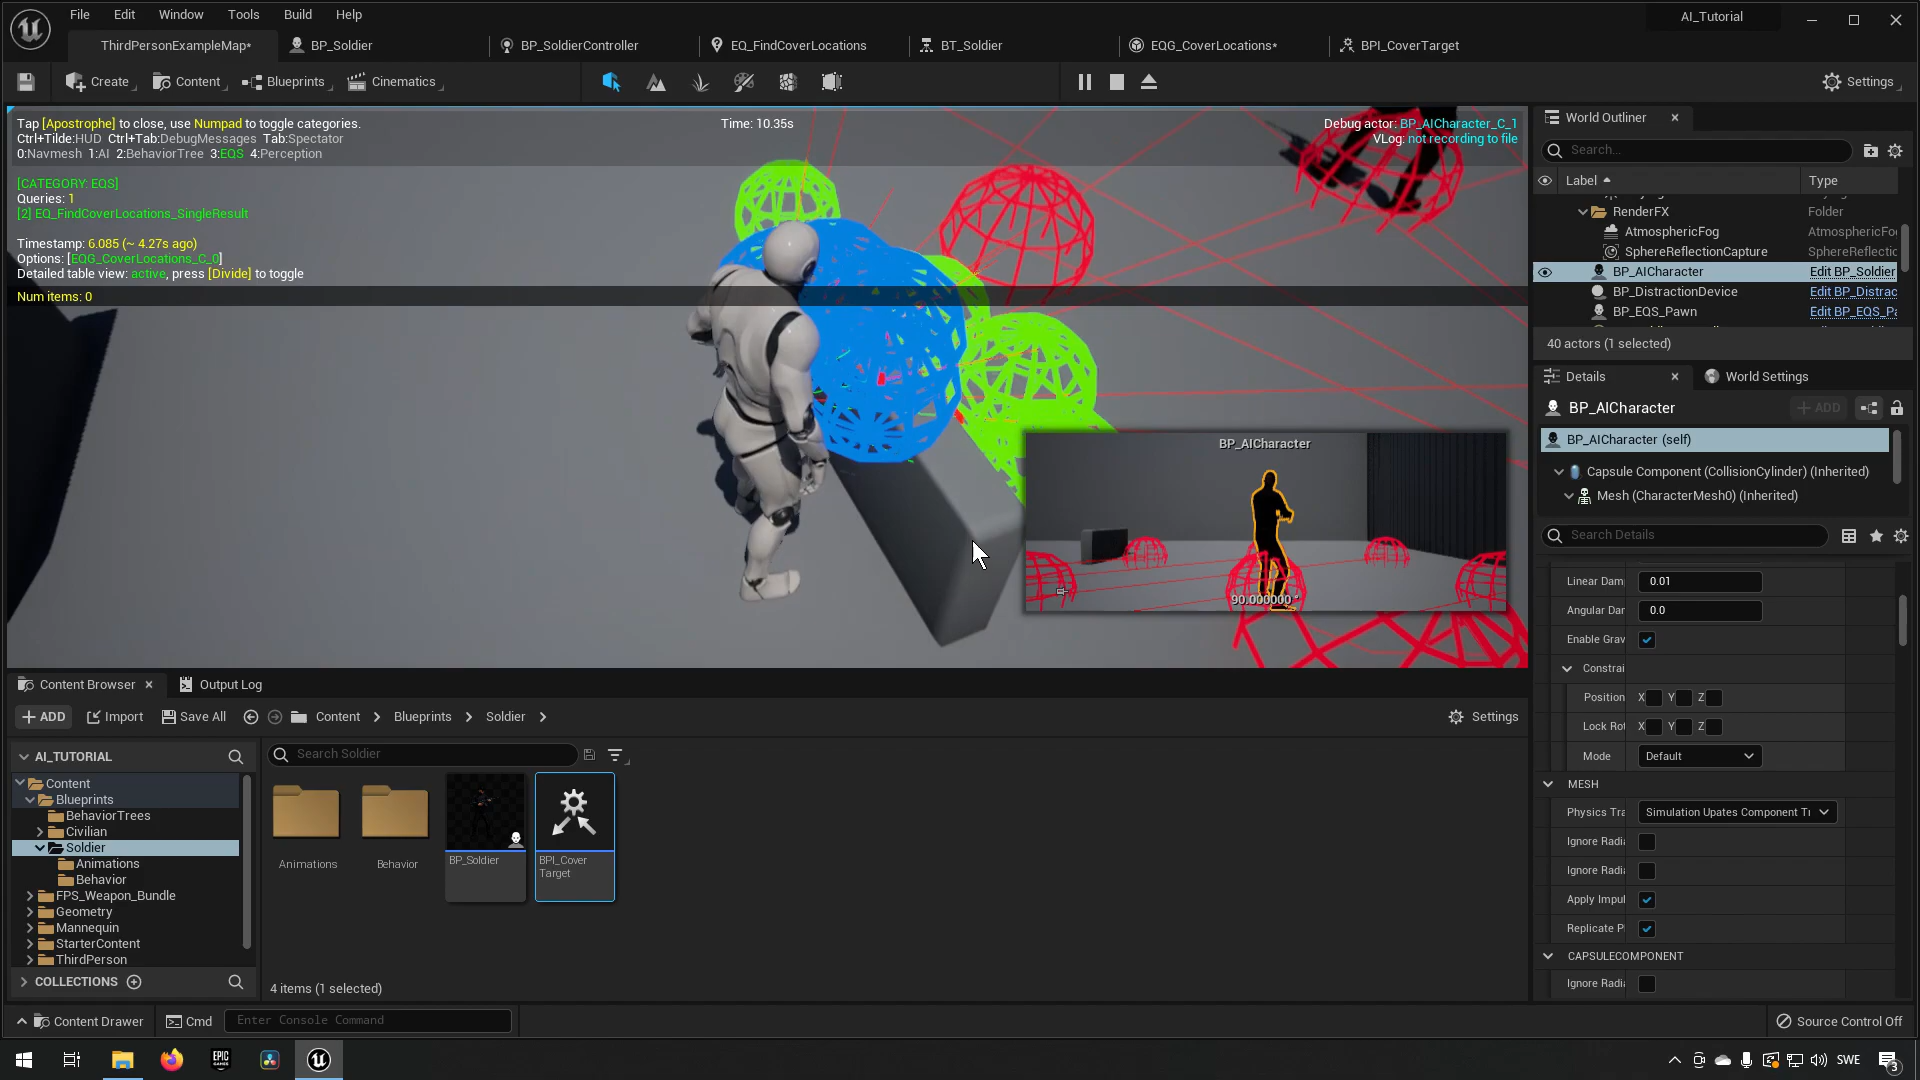 File Edit Window Tools Build Help
AI_Tutorial
ThirdPersonExampleMap*
BP_Soldier
BP_SoldierController
EQ_FindCoverLocations
BT_Soldier
EQG_CoverLocations*
BPI_CoverTarget
Create
Content
Blueprints
Cinematics
Settings
Tap [Apostrophe] to close, use Numpad to toggle categories.
Ctrl+Tilde:HUD Ctrl+Tab:DebugMessages Tab:Spectator
0:Navmesh 1:AI 2:BehaviorTree 3:EQS 4:Perception
Time: 10.35s
Debug actor: BP_AICharacter_C_1
VLog: not recording to file
[CATEGORY: EQS]
Queries: 1
[2] EQ_FindCoverLocations_SingleResult
Timestamp: 6.085 (~ 4.27s ago)
Options: [EQG_CoverLocations_C_0]
Detailed table view: active, press [Divide] to toggle
Num items: 0
BP_AICharacter
90.000000 °
World Outliner
Search...
Label
Type
RenderFX Folder
AtmosphericFog AtmosphericFo
SphereReflectionCapture SphereReflectic
BP_AICharacter Edit BP_Soldier
BP_DistractionDevice Edit BP_Distrac
BP_EQS_Pawn Edit BP_EQS_Pa
40 actors (1 selected)
Details
World Settings
BP_AICharacter
ADD
BP_AICharacter (self)
Capsule Component (CollisionCylinder) (Inherited)
Mesh (CharacterMesh0) (Inherited)
Search Details
Linear Dam 0.01
Angular Dar 0.0
Enable Grav
Constrai
Position X Y Z
Lock Rot X Y Z
Mode Default
MESH
Physics Tra Simulation Upates Component Tr
Ignore Radia
Ignore Radia
Apply Impul
Replicate P
CAPSULECOMPONENT
Ignore Radia
Content Browser
Output Log
ADD
Import
Save All
Content
Blueprints
Soldier
Settings
AI_TUTORIAL
Search Soldier
Content
Blueprints
BehaviorTrees
Civilian
Soldier
Animations
Behavior
FPS_Weapon_Bundle
Geometry
Mannequin
StarterContent
ThirdPerson
COLLECTIONS
Animations
Behavior
BP_Soldier
BPI_Cover
Target
4 items (1 selected)
Content Drawer
Cmd
Enter Console Command
Source Control Off
EPIC
GAMES
SWE
3